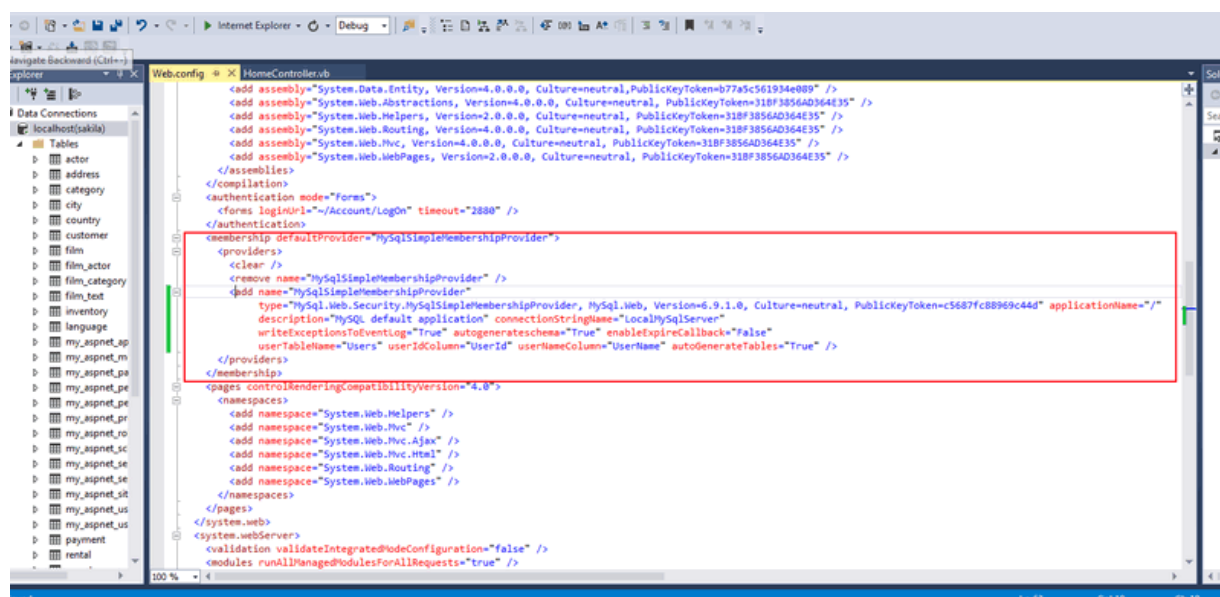 Internet Explorer
Debug
Navigate Backward (Ctrl+-)
Explorer
Data Connections
localhost(sakila)
Tables
actor
address
category
city
country
customer
film
film_actor
film_category
film_text
inventory
language
my_aspnet_ap
my_aspnet_m
my_aspnet_pa
my_aspnet_pe
my_aspnet_pe
my_aspnet_pr
my_aspnet_ro
my_aspnet_sc
my_aspnet_se
my_aspnet_se
my_aspnet_sit
my_aspnet_us
my_aspnet_us
payment
rental
Web.config HomeController.vb
<add assembly="System.Data.Entity, Version=4.0.0.0, Culture=neutral,PublicKeyToken=b77a5c561934e089" />
<add assembly="System.Web.Abstractions, Version=4.0.0.0, Culture=neutral, PublicKeyToken=31BF3856AD364E35" />
<add assembly="System.Web.Helpers, Version=2.0.0.0, Culture=neutral, PublicKeyToken=31BF3856AD364E35" />
<add assembly="System.Web.Routing, Version=4.0.0.0, Culture=neutral, PublicKeyToken=31BF3856AD364E35" />
<add assembly="System.Web.Mvc, Version=4.0.0.0, Culture=neutral, PublicKeyToken=31BF3856AD364E35" />
<add assembly="System.Web.WebPages, Version=2.0.0.0, Culture=neutral, PublicKeyToken=31BF3856AD364E35" />
</assemblies>
</compilation>
<authentication mode="Forms">
<forms loginUrl="~/Account/LogOn" timeout="2880" />
</authentication>
<membership defaultProvider="MySqlSimpleMembershipProvider">
<providers>
<clear />
<remove name="MySqlSimpleMembershipProvider" />
<add name="MySqlSimpleMembershipProvider"
type="MySql.Web.Security.MySqlSimpleMembershipProvider, MySql.Web, Version=6.9.1.0, Culture=neutral, PublicKeyToken=c5687fc88969c44d" applicationName="/"
description="MySQL default application" connectionStringName="LocalMySqlServer"
writeExceptionsToEventLog="True" autogenerateschema="True" enableExpireCallback="False"
userTableName="Users" userIdColumn="UserId" userNameColumn="UserName" autoGenerateTables="True" />
</providers>
</membership>
<pages controlRenderingCompatibilityVersion="4.0">
<namespaces>
<add namespace="System.Web.Helpers" />
<add namespace="System.Web.Mvc" />
<add namespace="System.Web.Mvc.Ajax" />
<add namespace="System.Web.Mvc.Html" />
<add namespace="System.Web.Routing" />
<add namespace="System.Web.WebPages" />
</namespaces>
</pages>
</system.web>
<system.webServer>
<validation validateIntegratedModeConfiguration="false" />
<modules runAllManagedModulesForAllRequests="true" />
100 %
Sol
Sea